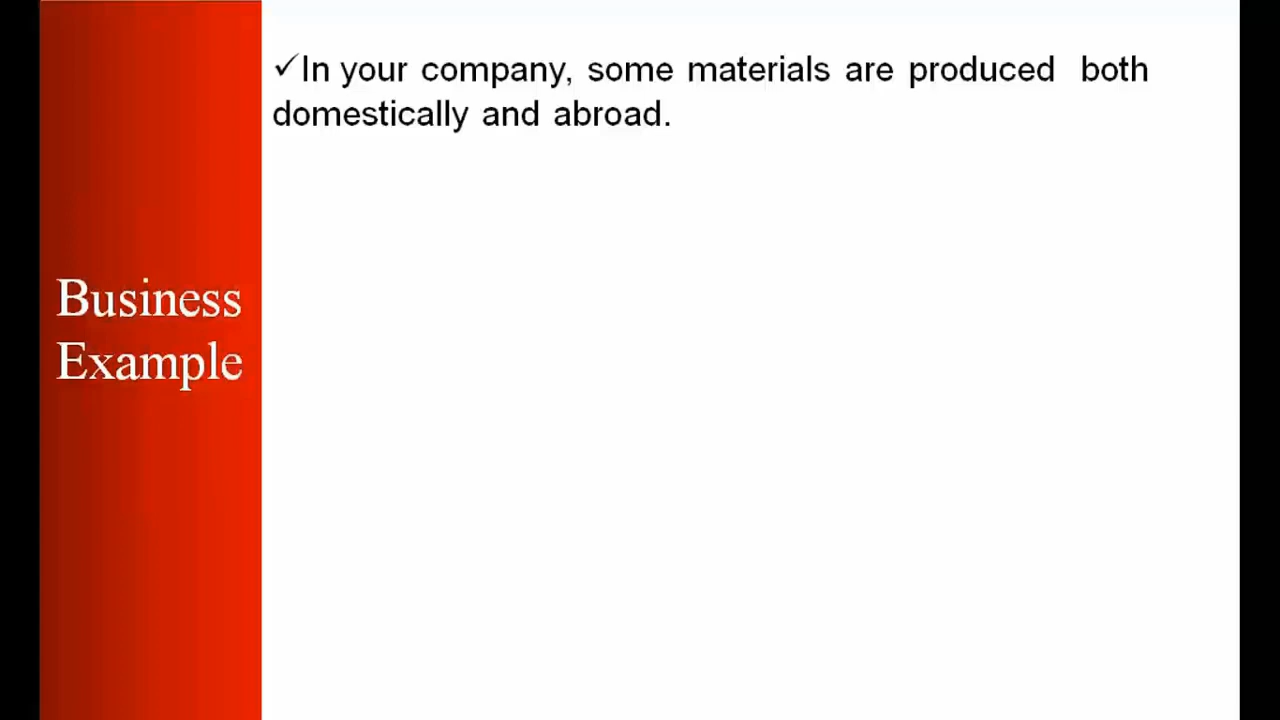 Business
Example
✓In your company, some materials are produced both
domestically and abroad.